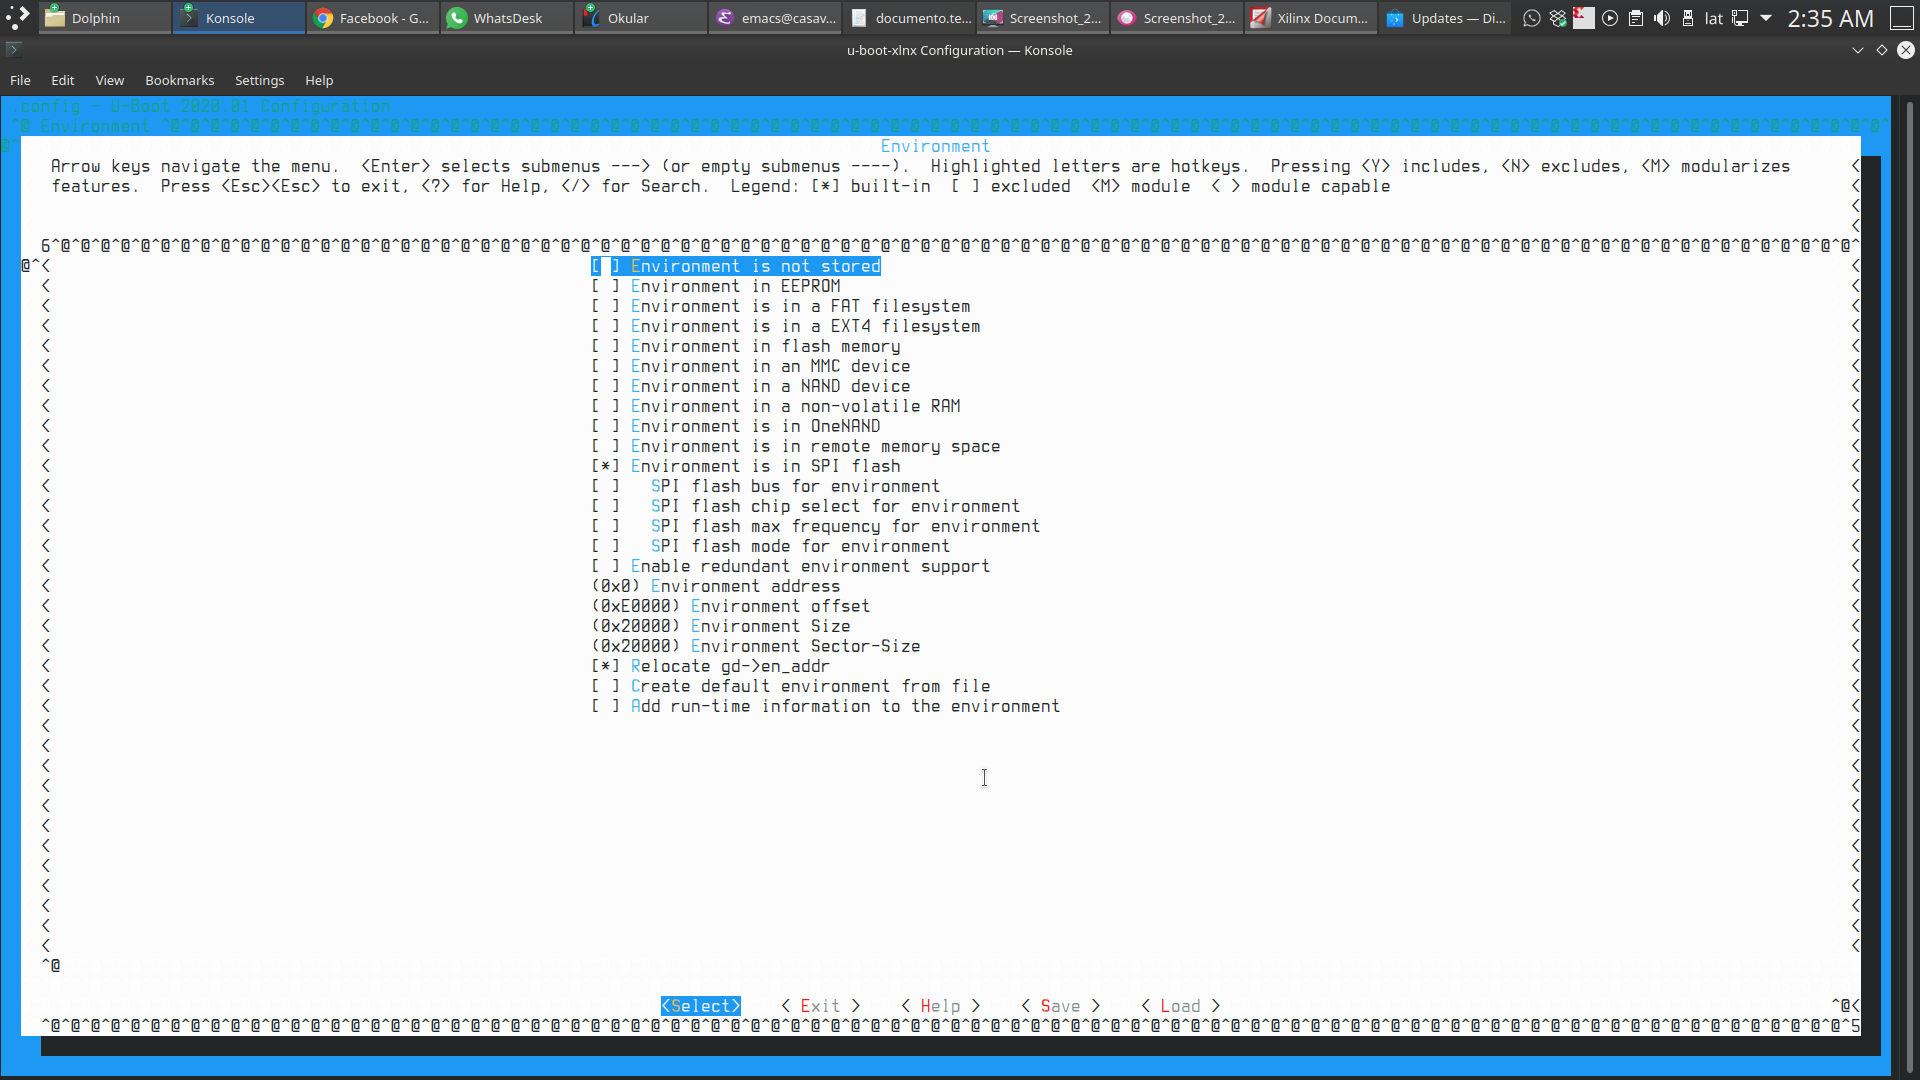 Dolphin
Konsole
Facebook - G...
WhatsDesk
Okular
emacs@casav...
documento.te...
Screenshot_2...
Screenshot_2...
Xilinx Docum...
Updates — Di...
lat
2:35 AM
u-boot-xlnx Configuration — Konsole
File Edit View Bookmarks Settings Help
.config - U-Boot 2020.01 Configuration
Environment
Environment
Arrow keys navigate the menu. <Enter> selects submenus ---> (or empty submenus ----). Highlighted letters are hotkeys. Pressing <Y> includes, <N> excludes, <M> modularizes
features. Press <Esc><Esc> to exit, <?> for Help, </> for Search. Legend: [*] built-in [ ] excluded <M> module < > module capable
[ ] Environment is not stored
[ ] Environment in EEPROM
[ ] Environment is in a FAT filesystem
[ ] Environment is in a EXT4 filesystem
[ ] Environment in flash memory
[ ] Environment in an MMC device
[ ] Environment in a NAND device
[ ] Environment in a non-volatile RAM
[ ] Environment is in OneNAND
[ ] Environment is in remote memory space
[*] Environment is in SPI flash
[ ] SPI flash bus for environment
[ ] SPI flash chip select for environment
[ ] SPI flash max frequency for environment
[ ] SPI flash mode for environment
[ ] Enable redundant environment support
(0x0) Environment address
(0xE0000) Environment offset
(0x20000) Environment Size
(0x20000) Environment Sector-Size
[*] Relocate gd->en_addr
[ ] Create default environment from file
[ ] Add run-time information to the environment
<Select> < Exit > < Help > < Save > < Load >